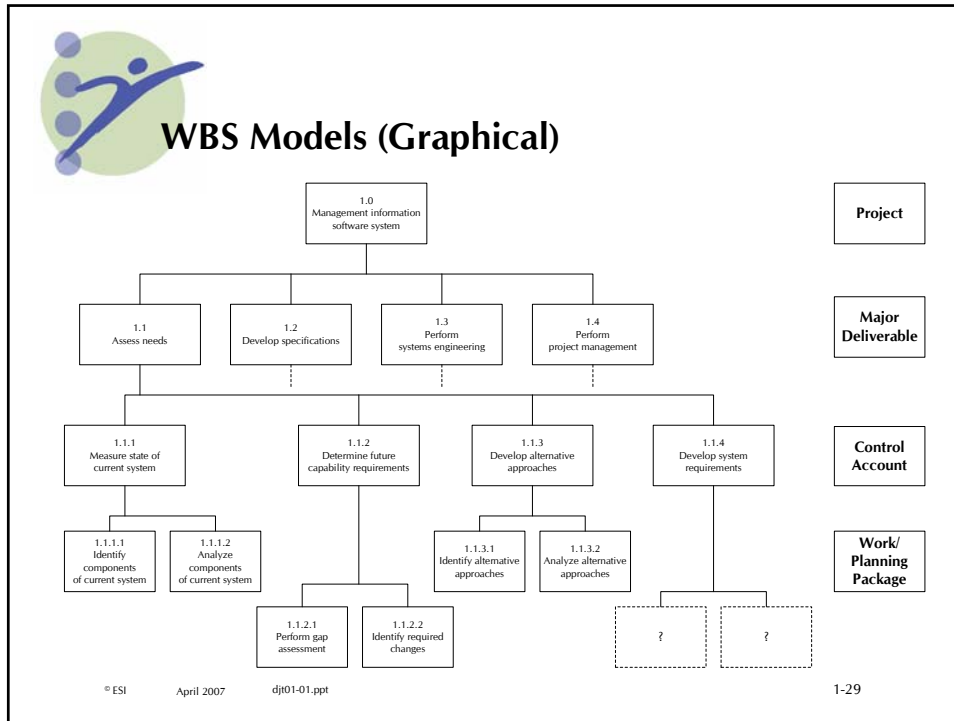 WBS Models (Graphical)
1.0
Management information
software system
Project
1.1
Assess needs
1.2
Develop specifications
1.3
Perform
systems engineering
1.4
Perform
project management
Major
Deliverable
1.1.1
Measure state of
current system
1.1.2
Determine future
capability requirements
1.1.3
Develop alternative
approaches
1.1.4
Develop system
requirements
Control
Account
1.1.1.1
Identify
components
of current system
1.1.1.2
Analyze
components
of current system
1.1.3.1
Identify alternative
approaches
1.1.3.2
Analyze alternative
approaches
Work/
Planning
Package
1.1.2.1
Perform gap
assessment
1.1.2.2
Identify required
changes
?
?
© ESI April 2007 djt01-01.ppt 1-29